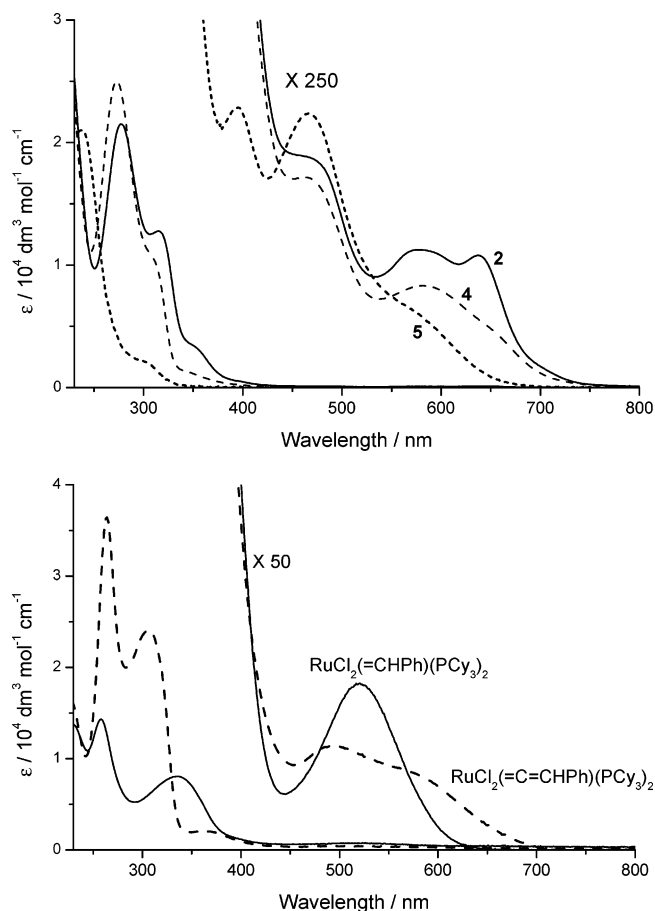 3
2
1
0
ε / 10⁴ dm³ mol⁻¹ cm⁻¹
X 250
2
4
5
300 400 500 600 700 800
Wavelength / nm
4
3
2
1
0
ε / 10⁴ dm³ mol⁻¹ cm⁻¹
X 50
RuCl₂(=CHPh)(PCy₃)₂
RuCl₂(=C=CHPh)(PCy₃)₂
300 400 500 600 700 800
Wavelength / nm